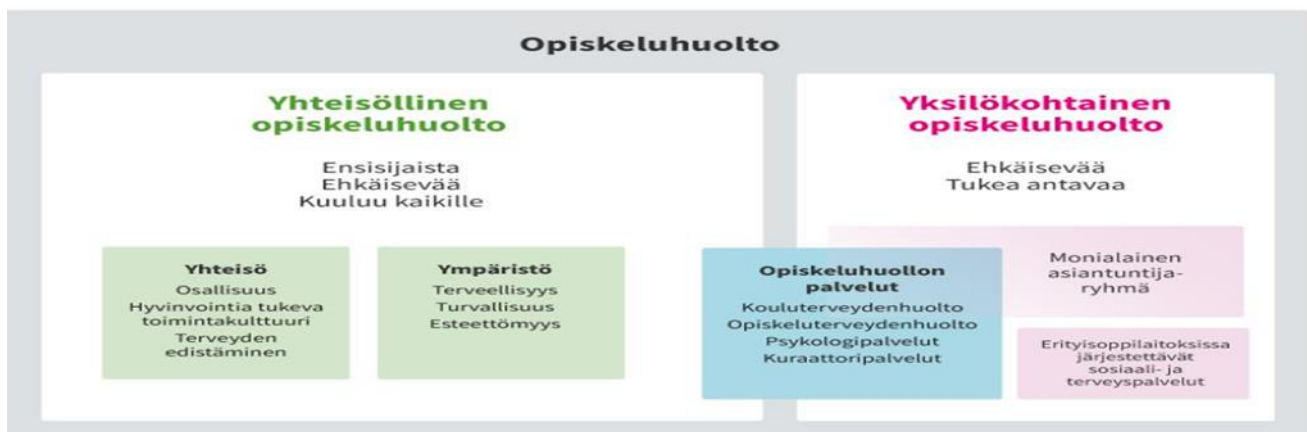 Opiskeluhuolto
Yhteisöllinen
opiskeluhuolto
Ensisijaista
Ehkäisevää
Kuuluu kaikille
Yhteisö
Osallisuus
Hyvinvointia tukeva
toimintakulttuuri
Terveyden
edistäminen
Ympäristö
Terveellisyys
Turvallisuus
Esteettömyys
Yksilökohtainen
opiskeluhuolto
Ehkäisevää
Tukea antavaa
Opiskeluhuollon
palvelut
Kouluterveydenhuolto
Opiskeluterveydenhuolto
Psykologipalvelut
Kuraattoripalvelut
Monialainen
asiantuntija-
ryhmä
Erityisoppilaitoksissa
järjestettävät
sosiaali- ja
terveyspalvelut